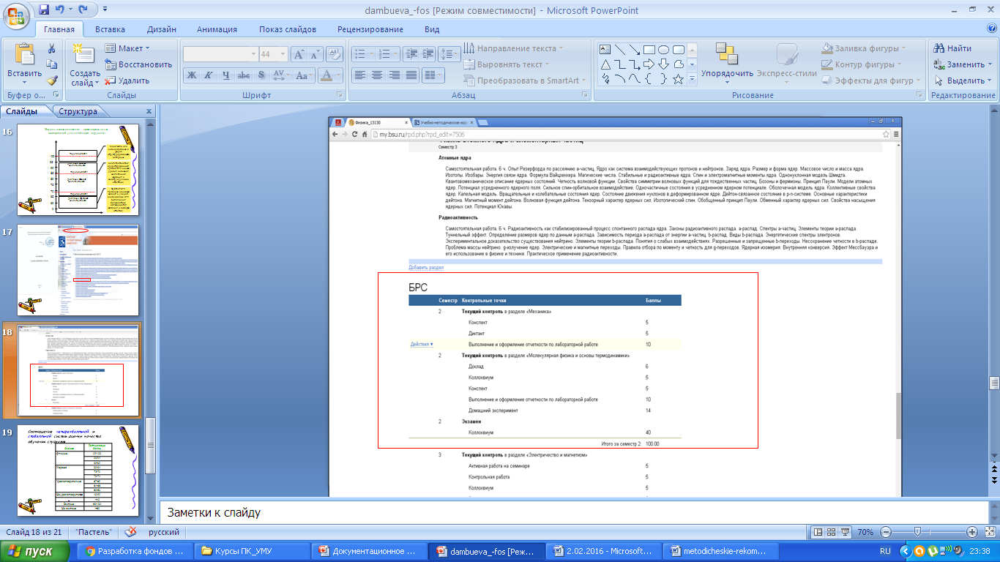 dambueva_-fos [Режим совместимости] - Microsoft PowerPoint
Главная Вставка Дизайн Анимация Показ слайдов Рецензирование Вид
Вставить
Создать слайд
Макет
Восстановить
Удалить
44
Ж К Ч abc S AV Aa A
Направление текста
Выровнять текст
Преобразовать в SmartArt
Упорядочить
Экспресс-стили
Заливка фигуры
Контур фигуры
Эффекты для фигур
Найти
Заменить
Выделить
Буфер о...
Слайды
Шрифт
Абзац
Рисование
Редактирование
Слайды Структура
16
17
18
19
Соотношение четырехбалльной и
стобалльной систем оценки качества
обучения студентов
Физика_13130
Учебно-методические нор
my.bsu.ru/rpd.php?rpd_edit=7506
Семестр 3
Атомные ядра
Самостоятельная работа. 6 ч. Опыт Резерфорда по рассеянию a-частиц. Ядро как система взаимодействующих протонов и нейтронов. Заряд ядра. Размер и форма ядер. Массовое число и масса ядра.
Изотопы. Изобары. Энергия связи ядра. Формула Вайцзеккера. Магические числа. Стабильные и радиоактивные ядра. Спин и электромагнитные моменты ядра. Однонуклонная модель Шмидта.
Квантовомеханическое описание ядерных состояний. Четность волновой функции. Свойства симметрии волновых функций для тождественных частиц. Бозоны и фермионы. Принцип Паули. Модели атомных
ядер. Потенциал усредненного ядерного поля. Сильное спин-орбитальное взаимодействие. Одночастичные состояния в усредненном ядерном потенциале. Оболочечная модель ядра. Коллективные свойства
ядер. Капельная модель. Вращательные и колебательные состояния ядер. Состояние движения нуклонов в деформированном ядре. Дейтон-связанное состояние в p-n-системе. Основные характеристики
дейтона. Магнитный момент дейтона. Волновая функция дейтона. Тензорный характер ядерных сил. Изотопический спин. Обобщенный принцип Паули. Обменный характер ядерных сил. Свойства насыщения
ядерных сил. Потенциал Юкавы.
Радиоактивность
Самостоятельная работа. 6 ч. Радиоактивность как стабилизированный процесс спонтанного распада ядра. Законы радиоактивного распада. a-распад. Спектры a-частиц. Элементы теории a-распада.
Туннельный эффект. Определение размеров ядер по данным a-распада. Зависимость периода a-распада от энергии a-частиц. b-распад. Виды b-распада. Энергетические спектры электронов.
Экспериментальное доказательство существования нейтрино. Элементы теории b-распада. Понятия о слабых взаимодействиях. Разрешенные и запрещенные b-переходы. Несохранение четности в b-распаде.
Проблема массы нейтрино. g-излучение ядер. Электрические и магнитные переходы. Правила отбора по моменту и четность для g-переходов. Ядерная изомерия. Внутренняя конверсия. Эффект Мессбауэра и
его использование в физике и технике. Практическое применение радиоактивности.
Добавить раздел
БРС
Семестр Контрольные точки Баллы
2 Текущий контроль в разделе «Механика»
Конспект 5
Диктант 5
Действия ▾ Выполнение и оформление отчетности по лабораторной работе 10
2 Текущий контроль в разделе «Молекулярная физика и основы термодинамики»
Доклад 6
Коллоквиум 5
Конспект 5
Выполнение и оформление отчетности по лабораторной работе 10
Домашний эксперимент 14
2 Экзамен
Коллоквиум 40
Итого за семестр 2: 100.00
3 Текущий контроль в разделе «Электричество и магнетизм»
Активная работа на семинаре 5
Контрольная работа 5
Коллоквиум 5
Заметки к слайду
Слайд 18 из 21 "Пастель" русский 70%
пуск Разработка фондов ... Курсы ПК_УМУ Документационное ... dambueva_-fos [Реж... 2.02.2016 - Microsoft... metodicheskie-rekom... RU 23:38